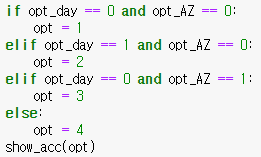 if opt_day == 0 and opt_AZ == 0:
    opt = 1
elif opt_day == 1 and opt_AZ == 0:
    opt = 2
elif opt_day == 0 and opt_AZ == 1:
    opt = 3
else:
    opt = 4
show_acc(opt)